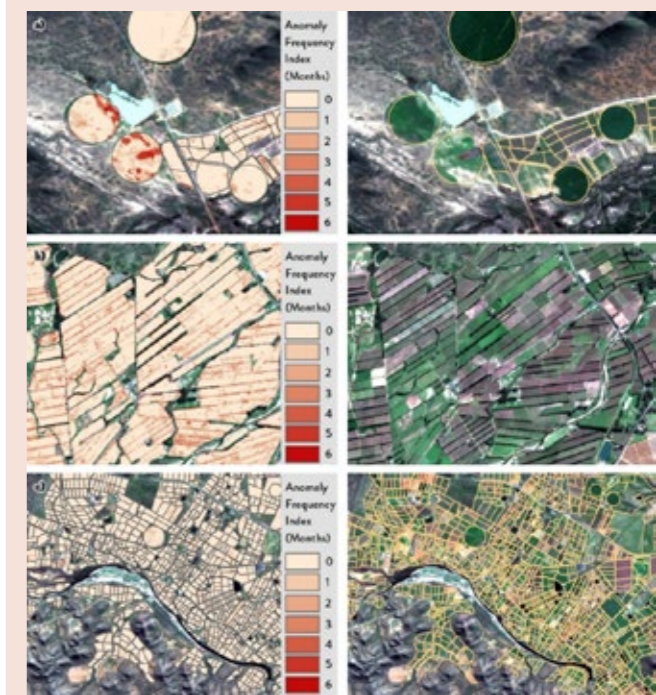 a)
Anomaly
Frequency
Index
(Months)
0
1
2
3
4
5
6
b)
Anomaly
Frequency
Index
(Months)
0
1
2
3
4
5
6
c)
Anomaly
Frequency
Index
(Months)
0
1
2
3
4
5
6